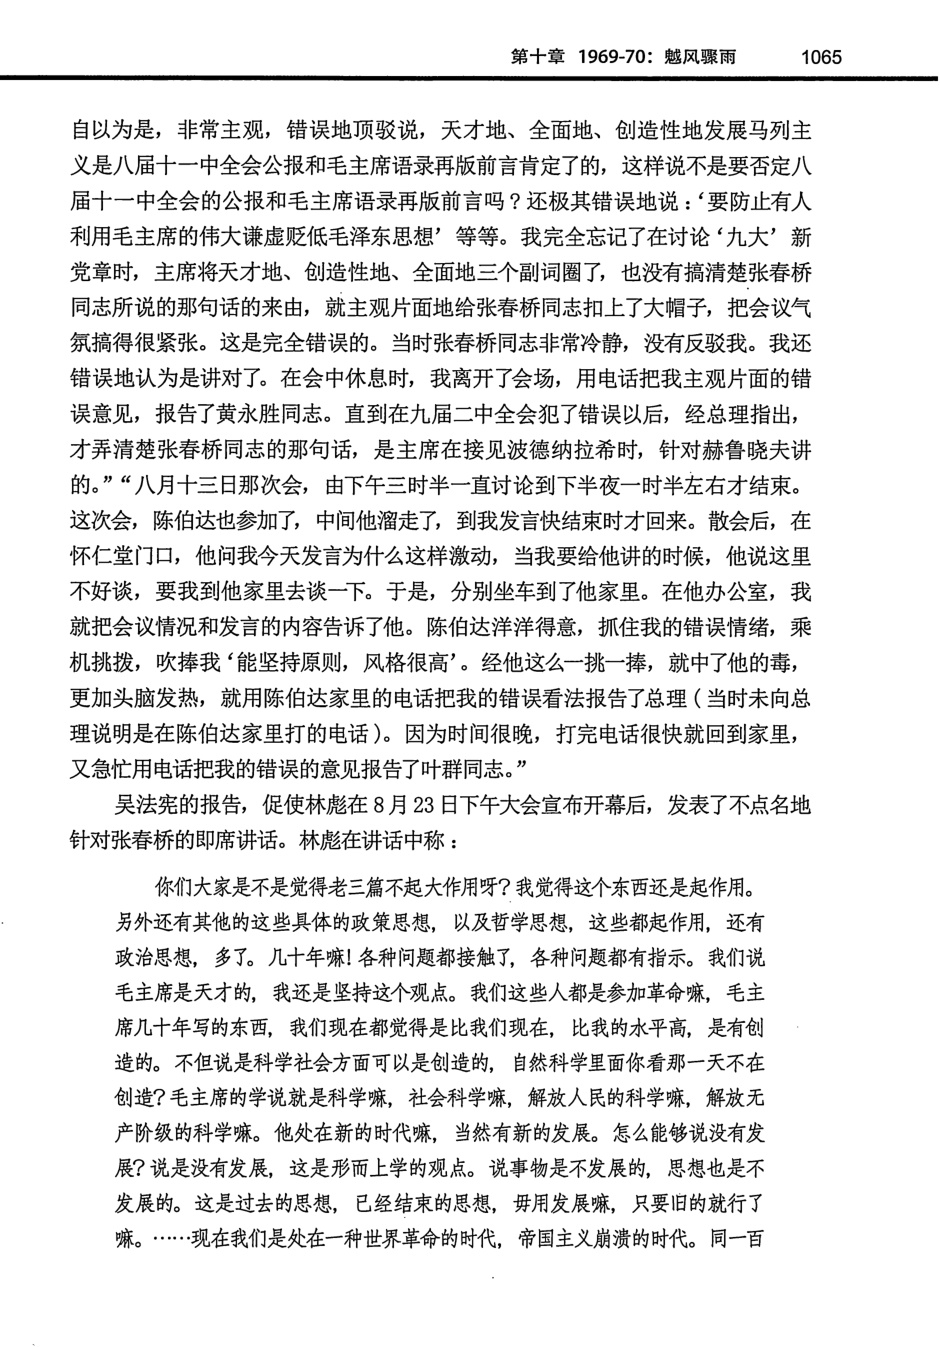 第十章 1969-70：魆风骤雨 1065
自以为是，非常主观，错误地顶驳说，天才地、全面地、创造性地发展马列主
义是八届十一中全会公报和毛主席语录再版前言肯定了的，这样说不是要否定八
届十一中全会的公报和毛主席语录再版前言吗？还极其错误地说：‘要防止有人
利用毛主席的伟大谦虚贬低毛泽东思想’等等。我完全忘记了在讨论‘九大’新
党章时，主席将天才地、创造性地、全面地三个副词圈了，也没有搞清楚张春桥
同志所说的那句话的来由，就主观片面地给张春桥同志扣上了大帽子，把会议气
氛搞得很紧张。这是完全错误的。当时张春桥同志非常冷静，没有反驳我。我还
错误地认为是讲对了。在会中休息时，我离开了会场，用电话把我主观片面的错
误意见，报告了黄永胜同志。直到在九届二中全会犯了错误以后，经总理指出，
才弄清楚张春桥同志的那句话，是主席在接见波德纳拉希时，针对赫鲁晓夫讲
的。”“八月十三日那次会，由下午三时半一直讨论到下半夜一时半左右才结束。
这次会，陈伯达也参加了，中间他溜走了，到我发言快结束时才回来。散会后，在
怀仁堂门口，他问我今天发言为什么这样激动，当我要给他讲的时候，他说这里
不好谈，要我到他家里去谈一下。于是，分别坐车到了他家里。在他办公室，我
就把会议情况和发言的内容告诉了他。陈伯达洋洋得意，抓住我的错误情绪，乘
机挑拨，吹捧我‘能坚持原则，风格很高’。经他这么一挑一捧，就中了他的毒，
更加头脑发热，就用陈伯达家里的电话把我的错误看法报告了总理（当时未向总
理说明是在陈伯达家里打的电话）。因为时间很晚，打完电话很快就回到家里，
又急忙用电话把我的错误的意见报告了叶群同志。”
吴法宪的报告，促使林彪在8月23日下午大会宣布开幕后，发表了不点名地
针对张春桥的即席讲话。林彪在讲话中称：
你们大家是不是觉得老三篇不起大作用呀？我觉得这个东西还是起作用。
另外还有其他的这些具体的政策思想，以及哲学思想，这些都起作用，还有
政治思想，多了。几十年嘛！各种问题都接触了，各种问题都有指示。我们说
毛主席是天才的，我还是坚持这个观点。我们这些人都是参加革命嘛，毛主
席几十年写的东西，我们现在都觉得是比我们现在，比我的水平高，是有创
造的。不但说是科学社会方面可以是创造的，自然科学里面你看那一天不在
创造？毛主席的学说就是科学嘛，社会科学嘛，解放人民的科学嘛，解放无
产阶级的科学嘛。他处在新的时代嘛，当然有新的发展。怎么能够说没有发
展？说是没有发展，这是形而上学的观点。说事物是不发展的，思想也是不
发展的。这是过去的思想，已经结束的思想，毋用发展嘛，只要旧的就行了
嘛。……现在我们是处在一种世界革命的时代，帝国主义崩溃的时代。同一百